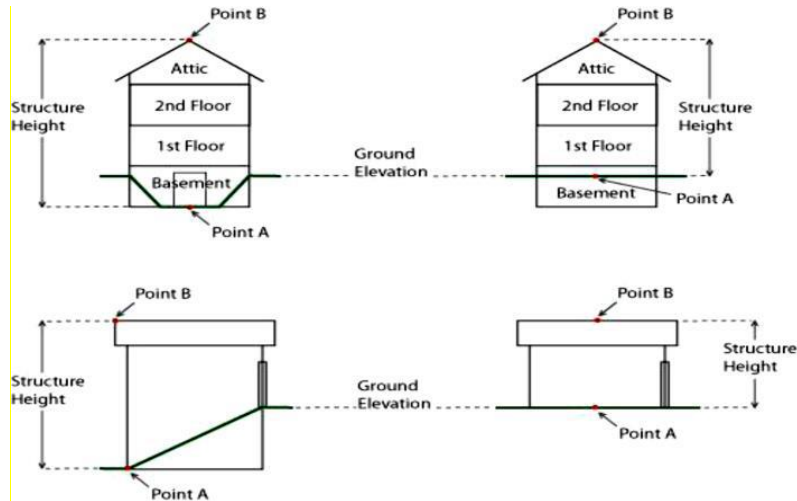 Point B
Attic
2nd Floor
1st Floor
Basement
Structure
Height
Point A
Ground
Elevation
Point B
Attic
2nd Floor
1st Floor
Basement
Structure
Height
Point A
Point B
Structure
Height
Point A
Ground
Elevation
Point B
Structure
Height
Point A